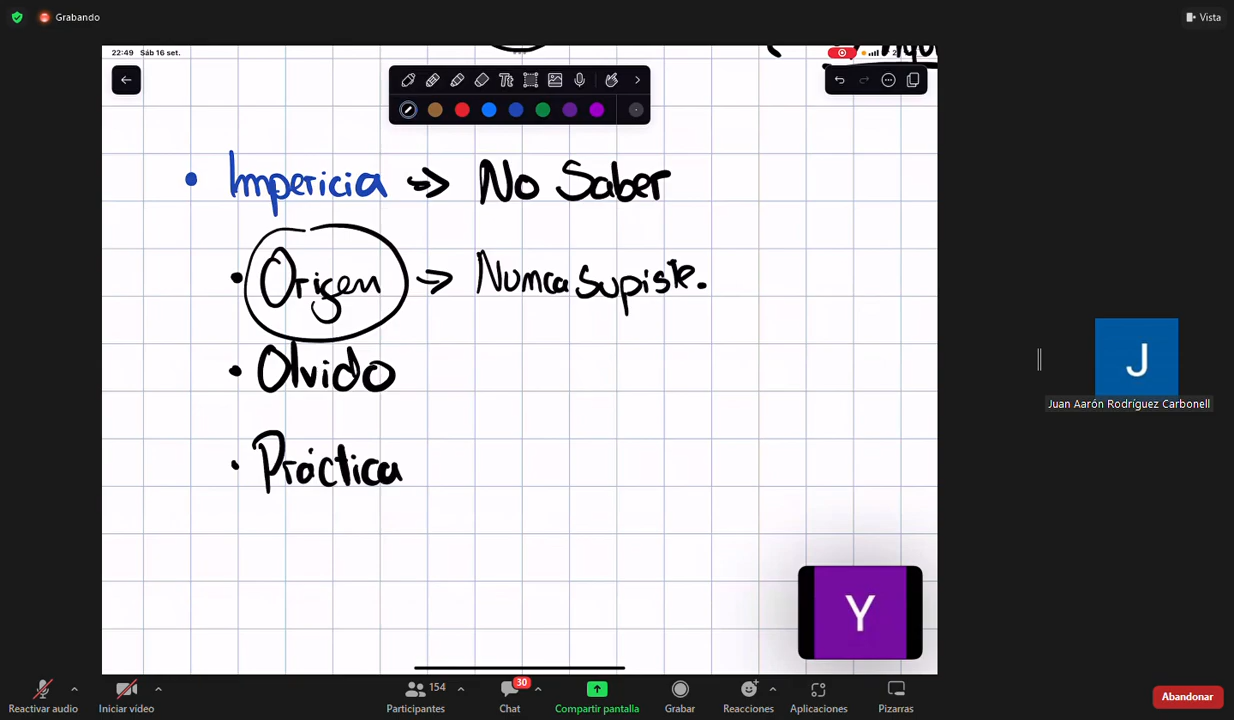 Grabando
Vista
22:49 Sáb 16 set.
Tt
• Impericia → No Saber
• Origen → Nunca Supiste.
• Olvido
• Práctica
J
Juan Aarón Rodríguez Carbonell
Y
154
30
Reactivar audio
Iniciar vídeo
Participantes
Chat
Compartir pantalla
Grabar
Reacciones
Aplicaciones
Pizarras
Abandonar